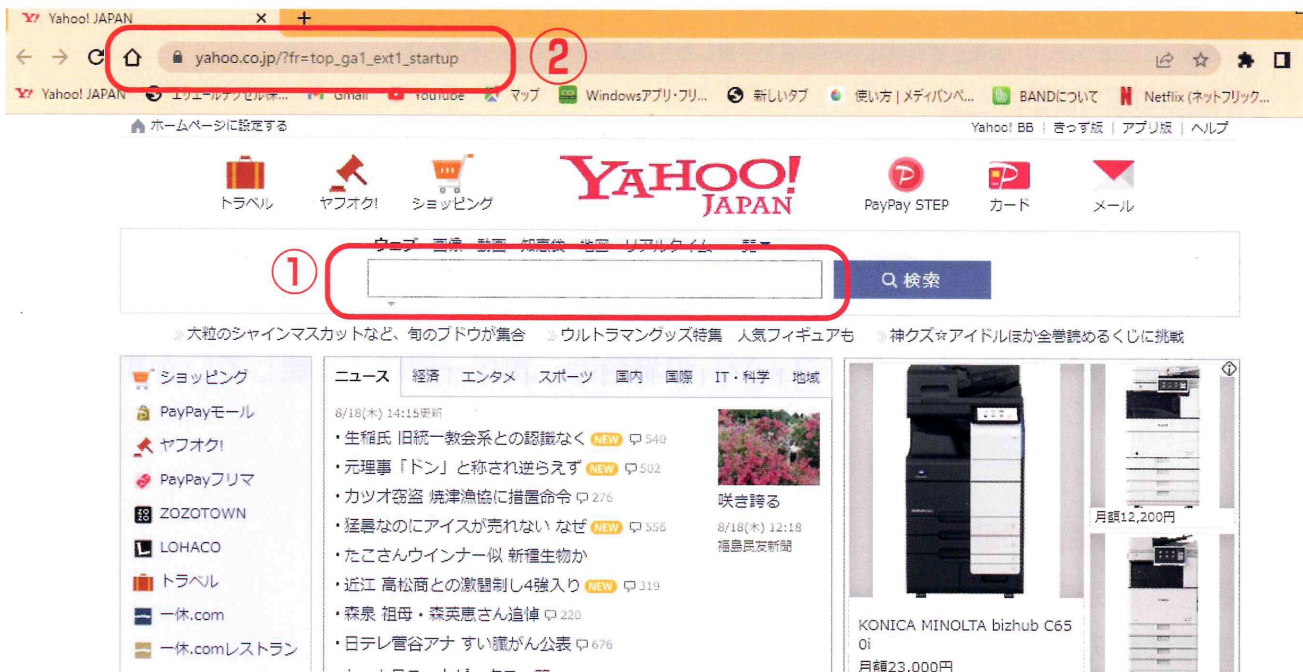 Y! Yahoo! JAPAN
②
yahoo.co.jp/?fr=top_ga1_ext1_startup
Y! Yahoo! JAPAN Gmail YouTube マップ Windowsアプリ・フリ... 新しいタブ 使い方 | メディバンペ... BANDについて Netflix (ネットフリック...
ホームページに設定する Yahoo! BB | きっず版 | アプリ版 | ヘルプ
YAHOO!
JAPAN
トラベル ヤフオク! ショッピング PayPay STEP カード メール
ウェブ 画像 動画 知恵袋 地図 リアルタイム 一覧▼
①
検索
大粒のシャインマスカットなど、旬のブドウが集合 ウルトラマングッズ特集 人気フィギュアも 神クズ☆アイドルほか全巻読めるくじに挑戦
ショッピング
PayPayモール
ヤフオク!
PayPayフリマ
ZOZOTOWN
LOHACO
トラベル
一休.com
一休.comレストラン
ニュース 経済 エンタメ スポーツ 国内 国際 IT・科学 地域
8/18(木) 14:15更新
・生稲氏 旧統一教会系との認識なく NEW 540
・元理事「ドン」と称され逆らえず NEW 502
・カツオ窃盗 焼津漁協に措置命令 276
・猛暑なのにアイスが売れない なぜ NEW 556
・たこさんウインナー似 新種生物か
・近江 高松商との激闘制し4強入り NEW 319
・森泉 祖母・森英恵さん追悼 220
・日テレ菅谷アナ すい臓がん公表 676
咲き誇る
8/18(木) 12:18
福島民友新聞
KONICA MINOLTA bizhub C65
0i
月額23,000円
月額12,200円